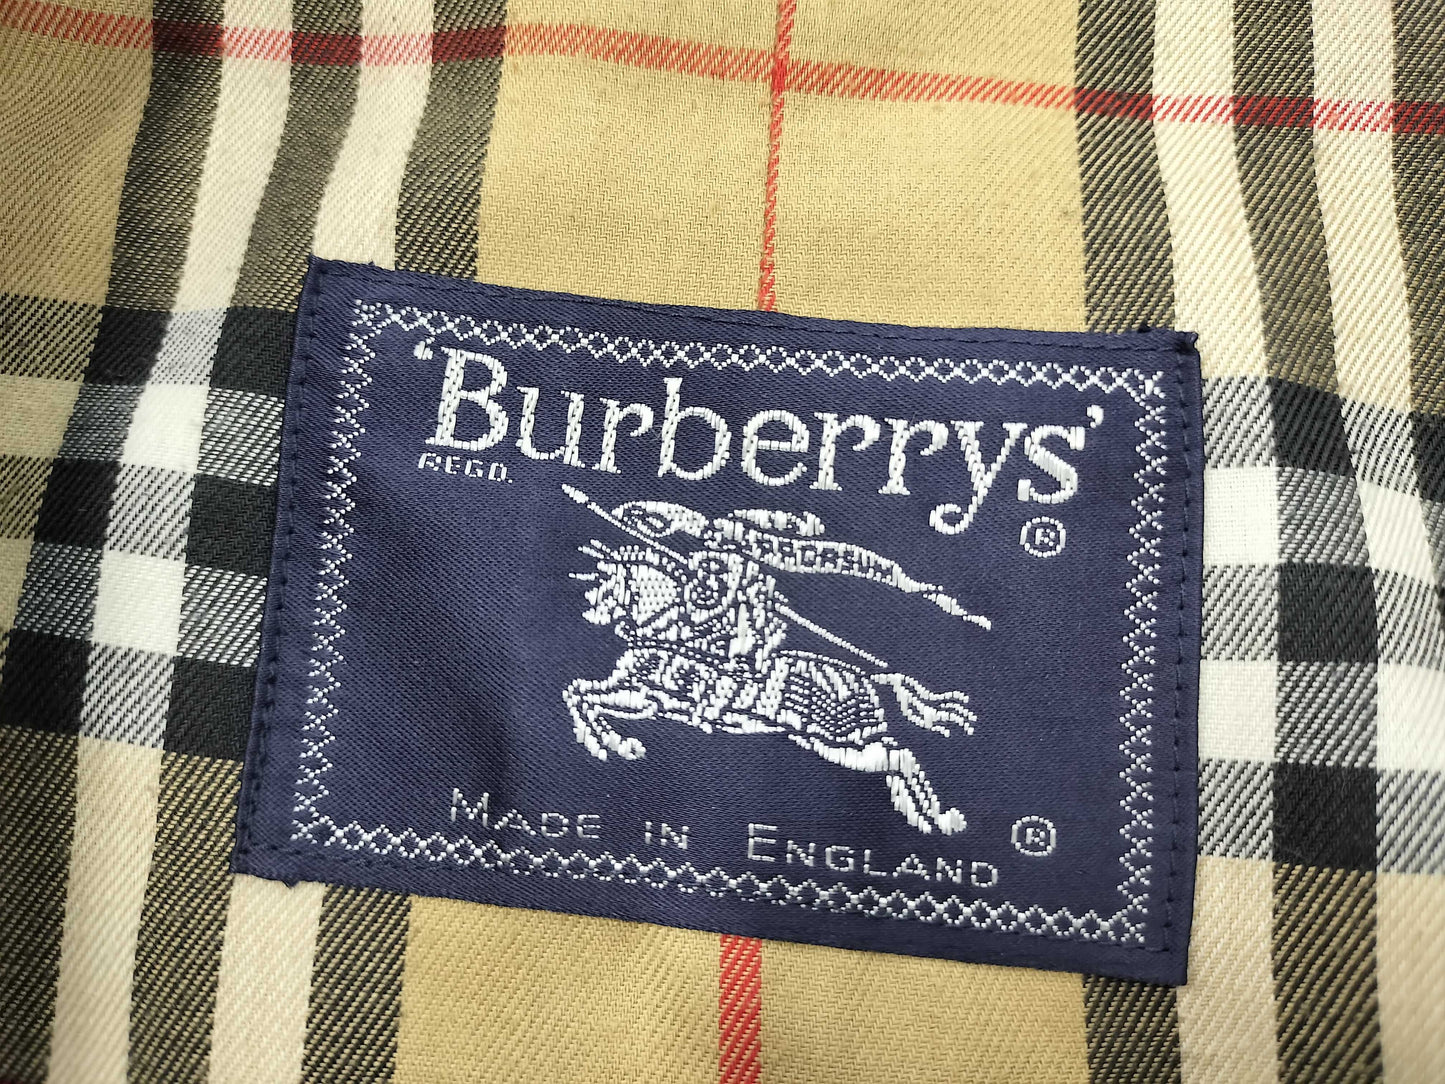 ‘Burberrys’
REGD.
®
®
MADE IN ENGLAND